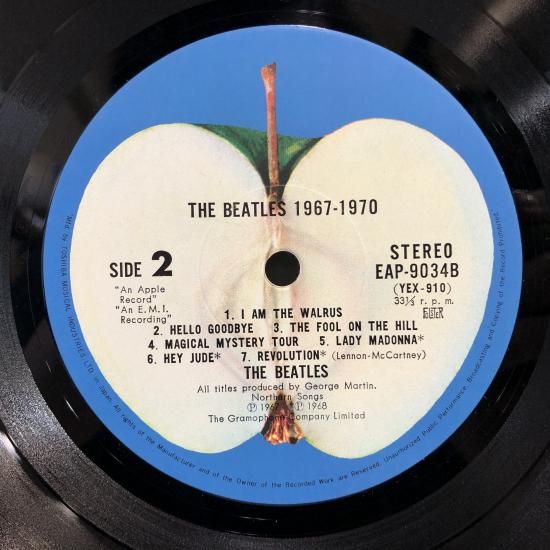 THE BEATLES 1967-1970
SIDE 2
STEREO
EAP-9034B
(YEX-910)
33⅓ r. p. m.
"An Apple
Record"
"An E.M.I.
Recording"
1. I AM THE WALRUS
2. HELLO GOODBYE 3. THE FOOL ON THE HILL
4. MAGICAL MYSTERY TOUR 5. LADY MADONNA*
6. HEY JUDE* 7. REVOLUTION* (Lennon-McCartney)
THE BEATLES
All titles produced by George Martin.
Northern Songs
Ⓟ 1967 *Ⓟ 1968
The Gramophone Company Limited
Mfd. by TOSHIBA MUSICAL INDUSTRIES LTD. in Japan. All rights of the Manufacturer and of the Owner of the Recorded Work are Reserved. Unauthorized Public Performance, Broadcasting and Copying of the Record Prohibited.